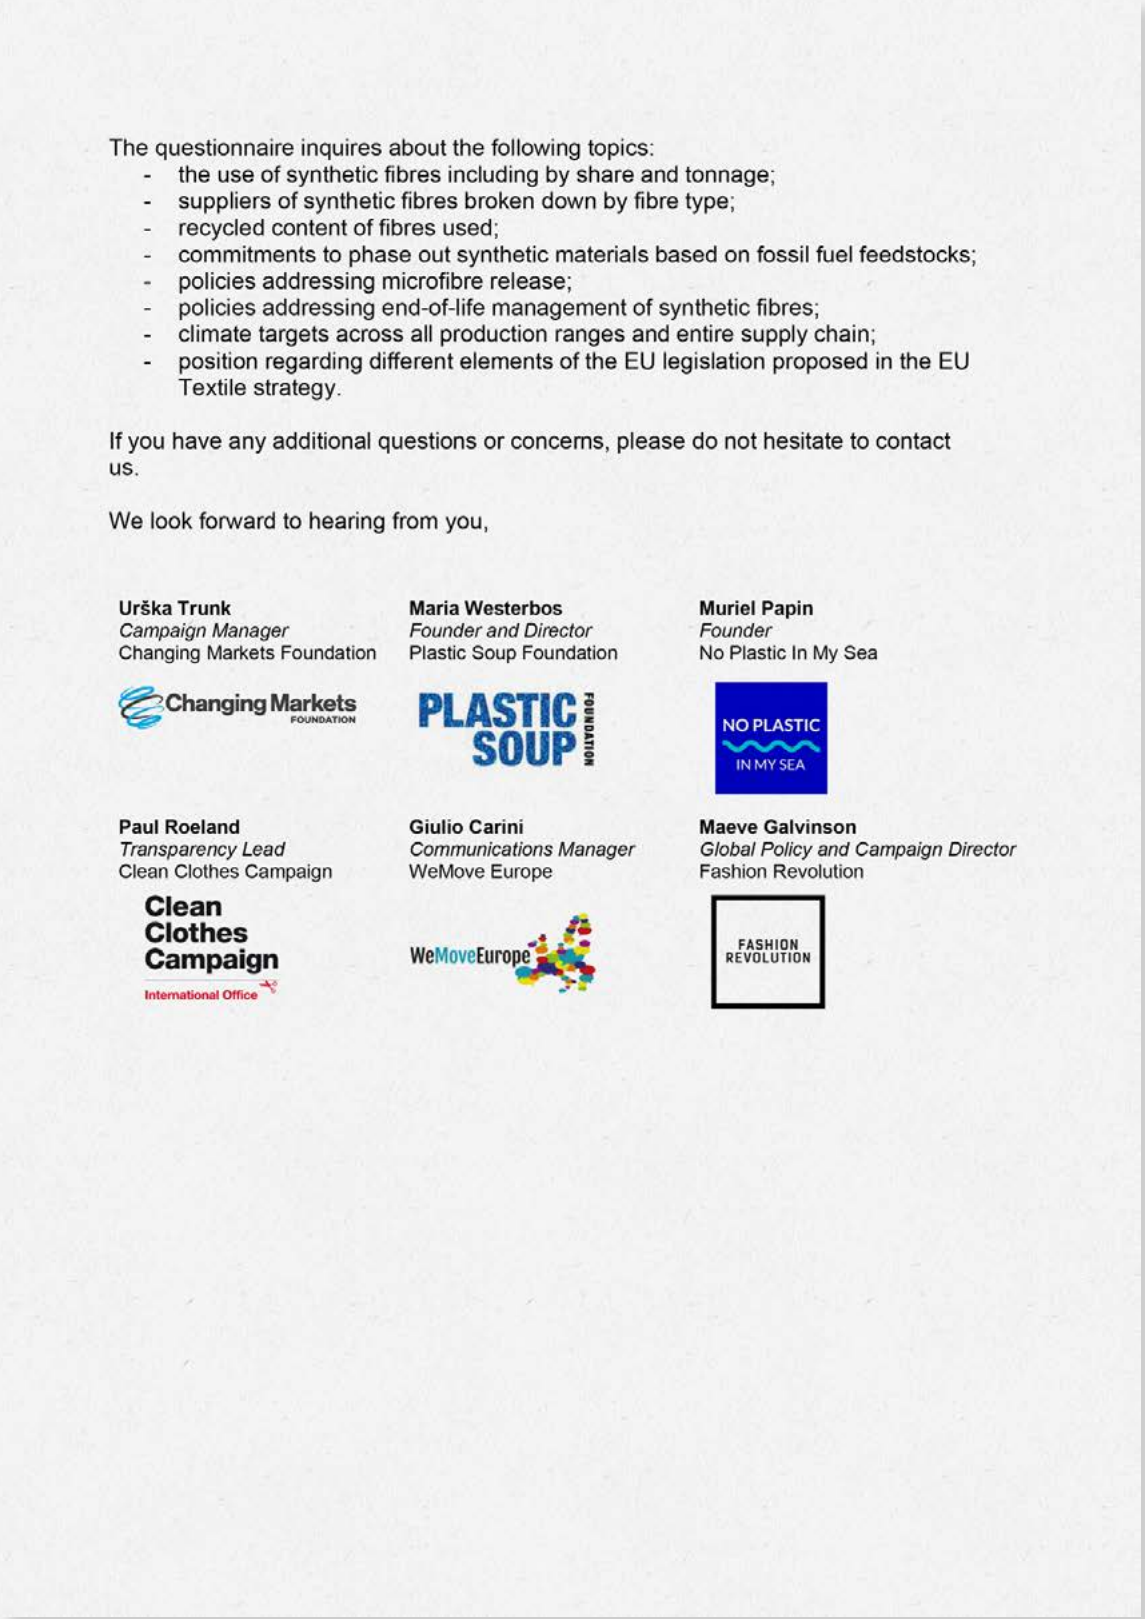 The questionnaire inquires about the following topics:
- the use of synthetic fibres including by share and tonnage;
- suppliers of synthetic fibres broken down by fibre type;
- recycled content of fibres used;
- commitments to phase out synthetic materials based on fossil fuel feedstocks;
- policies addressing microfibre release;
- policies addressing end-of-life management of synthetic fibres;
- climate targets across all production ranges and entire supply chain;
- position regarding different elements of the EU legislation proposed in the EU
Textile strategy.
If you have any additional questions or concerns, please do not hesitate to contact
us.
We look forward to hearing from you,
Urška Trunk
Campaign Manager
Changing Markets Foundation
Changing Markets
FOUNDATION
Maria Westerbos
Founder and Director
Plastic Soup Foundation
PLASTIC
SOUP
FOUNDATION
Muriel Papin
Founder
No Plastic In My Sea
NO PLASTIC
IN MY SEA
Paul Roeland
Transparency Lead
Clean Clothes Campaign
Clean
Clothes
Campaign
International Office
Giulio Carini
Communications Manager
WeMove Europe
WeMoveEurope
Maeve Galvinson
Global Policy and Campaign Director
Fashion Revolution
FASHION
REVOLUTION